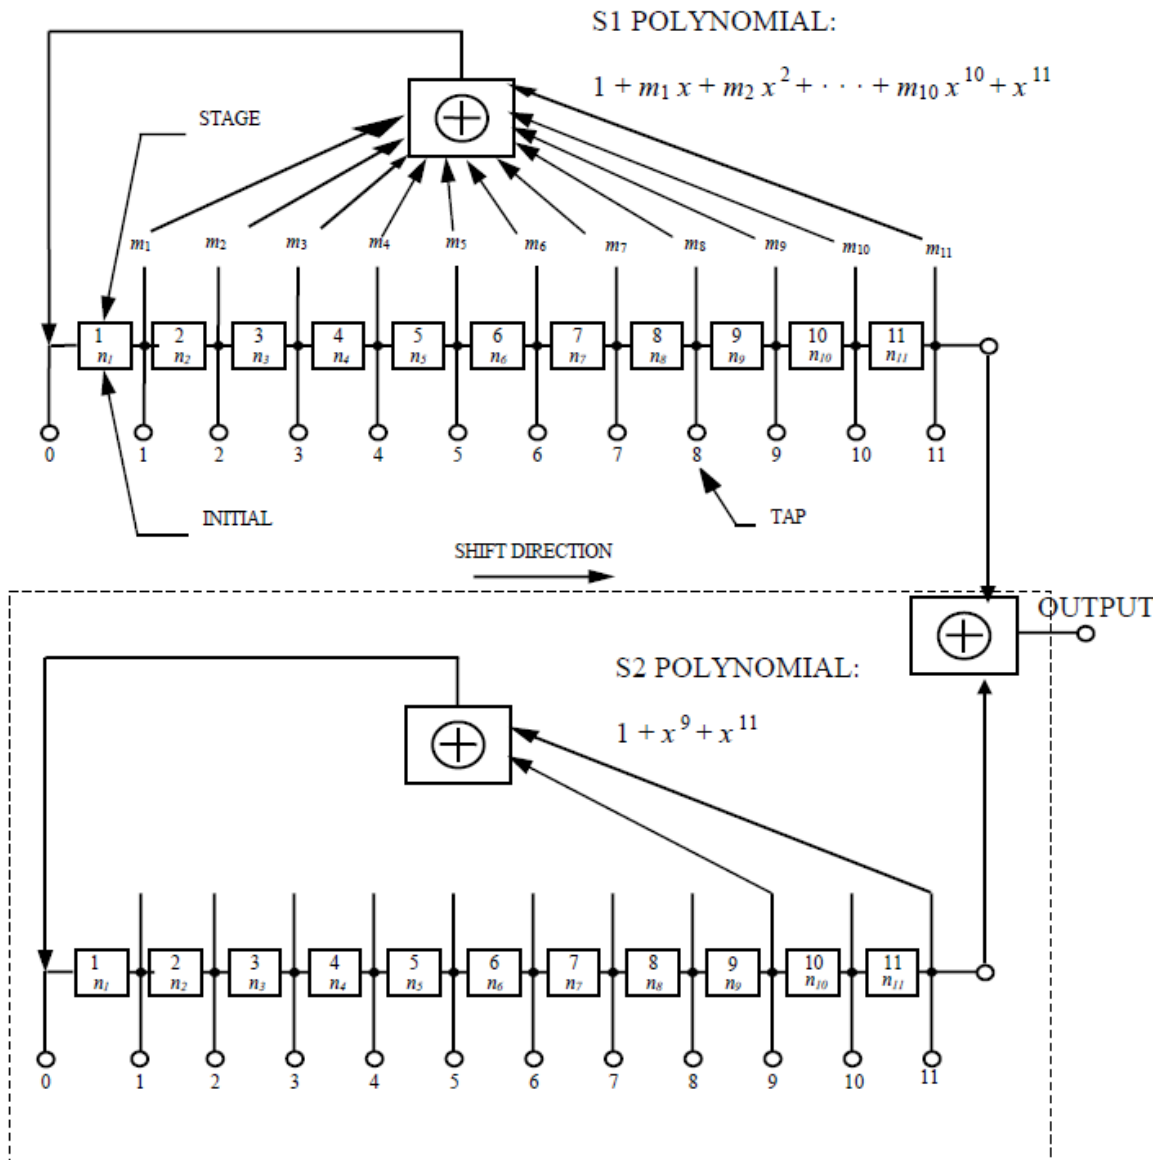 S1 POLYNOMIAL:
1 + m₁ x + m₂ x² + · · · + m₁₀ x¹⁰ + x¹¹
STAGE
m₁ m₂ m₃ m₄ m₅ m₆ m₇ m₈ m₉ m₁₀ m₁₁
1 2 3 4 5 6 7 8 9 10 11
n₁ n₂ n₃ n₄ n₅ n₆ n₇ n₈ n₉ n₁₀ n₁₁
0 1 2 3 4 5 6 7 8 9 10 11
INITIAL
TAP
SHIFT DIRECTION
OUTPUT
S2 POLYNOMIAL:
1 + x⁹ + x¹¹
1 2 3 4 5 6 7 8 9 10 11
n₁ n₂ n₃ n₄ n₅ n₆ n₇ n₈ n₉ n₁₀ n₁₁
0 1 2 3 4 5 6 7 8 9 10 11